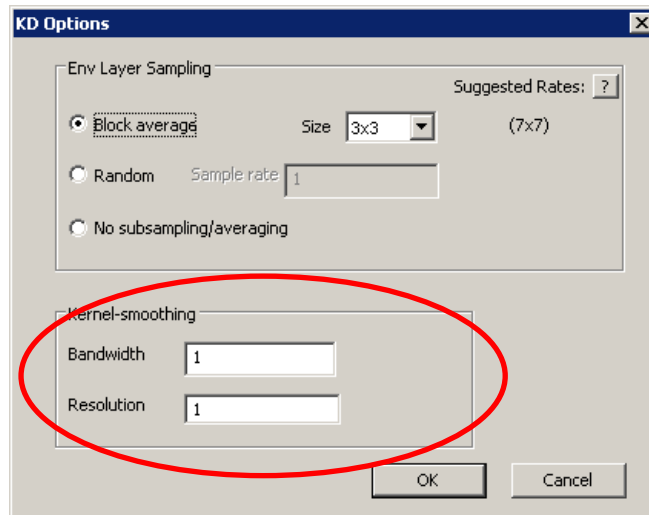 KD Options
Env Layer Sampling
Suggested Rates: ?
Block average Size 3x3 (7x7)
Random Sample rate 1
No subsampling/averaging
Kernel-smoothing
Bandwidth 1
Resolution 1
OK Cancel